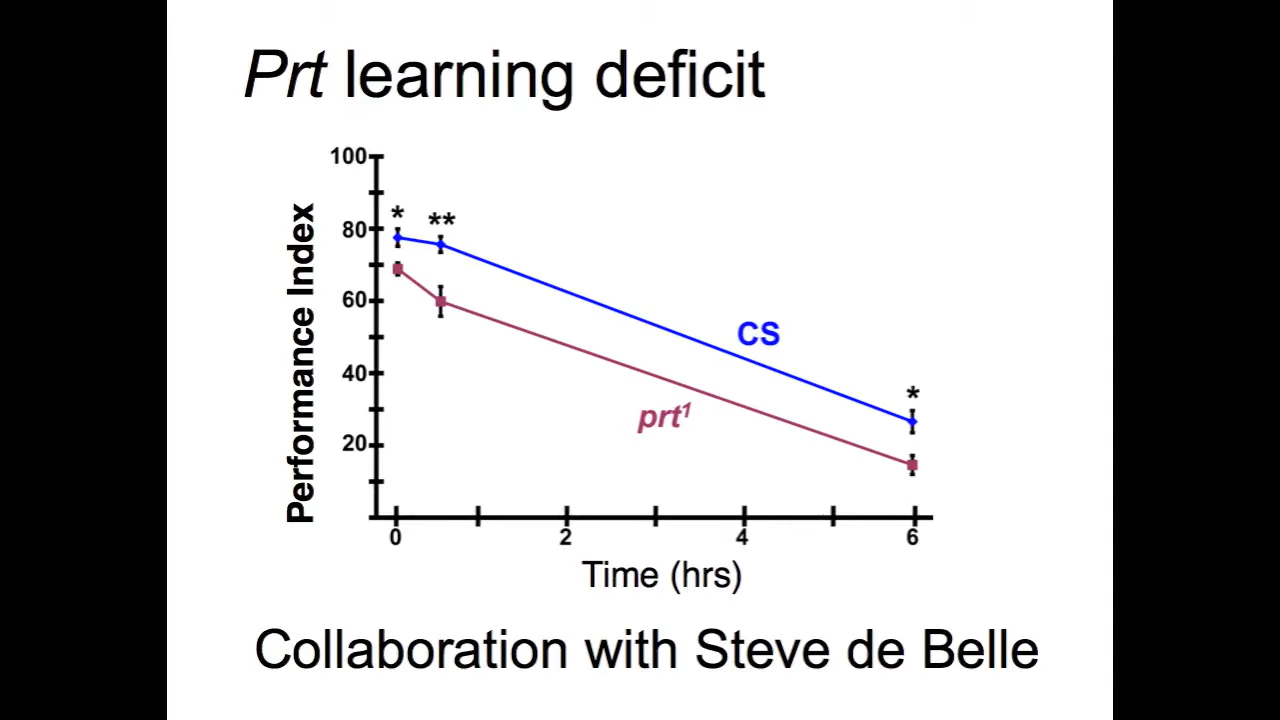 Prt learning deficit
100
80
60
40
20
Performance Index
*
**
*
CS
prt¹
0 2 4 6
Time (hrs)
Collaboration with Steve de Belle